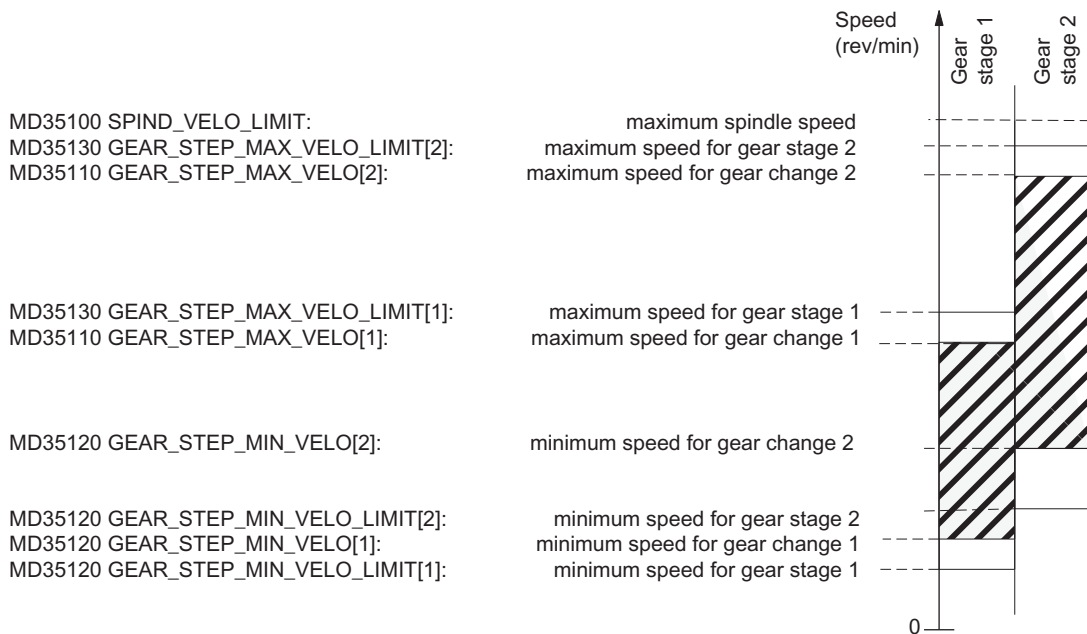 Speed
(rev/min)
Gear
stage 1
Gear
stage 2
MD35100 SPIND_VELO_LIMIT: maximum spindle speed
MD35130 GEAR_STEP_MAX_VELO_LIMIT[2]: maximum speed for gear stage 2
MD35110 GEAR_STEP_MAX_VELO[2]: maximum speed for gear change 2
MD35130 GEAR_STEP_MAX_VELO_LIMIT[1]: maximum speed for gear stage 1
MD35110 GEAR_STEP_MAX_VELO[1]: maximum speed for gear change 1
MD35120 GEAR_STEP_MIN_VELO[2]: minimum speed for gear change 2
MD35120 GEAR_STEP_MIN_VELO_LIMIT[2]: minimum speed for gear stage 2
MD35120 GEAR_STEP_MIN_VELO[1]: minimum speed for gear change 1
MD35120 GEAR_STEP_MIN_VELO_LIMIT[1]: minimum speed for gear stage 1
0